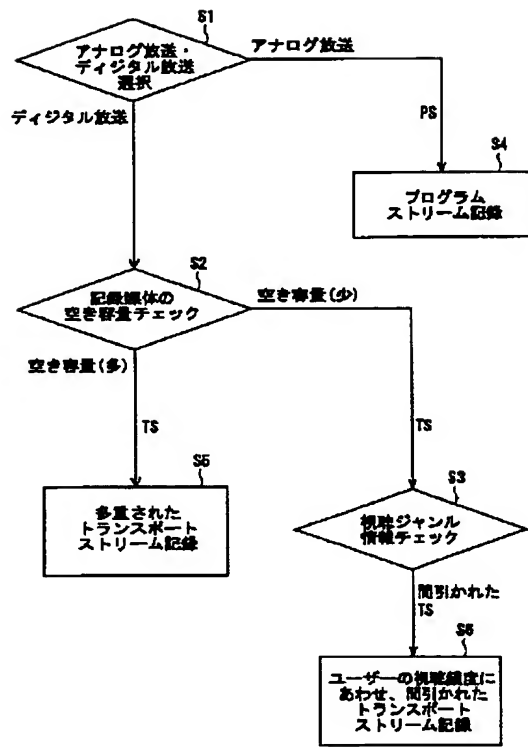 S1
アナログ放送・
ディジタル放送
選択
アナログ放送
ディジタル放送
PS
S4
プログラム
ストリーム記録
S2
記録媒体の
空き容量チェック
空き容量(少)
空き容量(多)
TS
TS
S5
多重された
トランスポート
ストリーム記録
S3
視聴ジャンル
情報チェック
間引かれた
TS
S6
ユーザーの視聴頻度に
あわせ、間引かれた
トランスポート
ストリーム記録